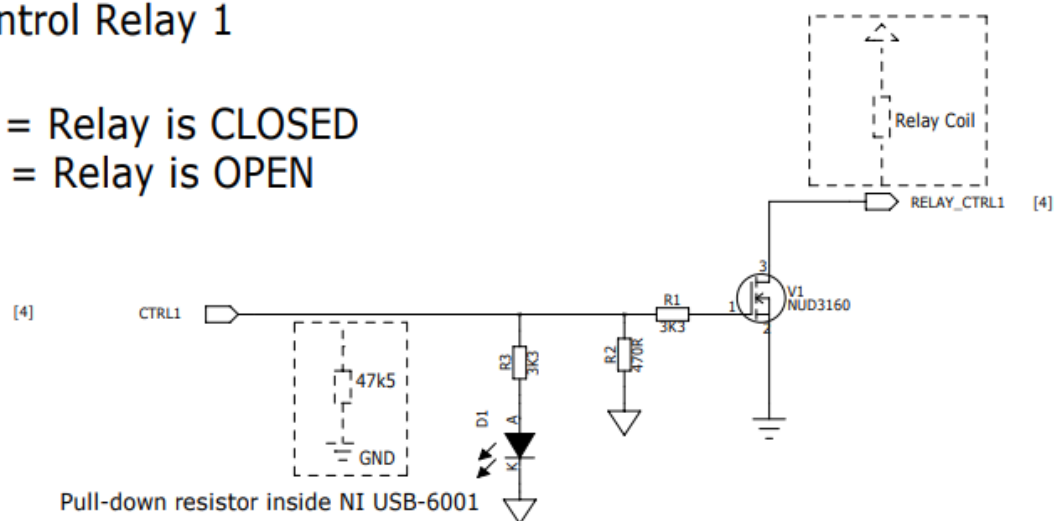 ntrol Relay 1
= Relay is CLOSED
= Relay is OPEN
Relay Coil
RELAY_CTRL1 [4]
3
V1
NUD3160
1
2
[4] CTRL1
R1
3K3
R3
3K3
R2
470R
47k5
GND
D1
A
K
Pull-down resistor inside NI USB-6001